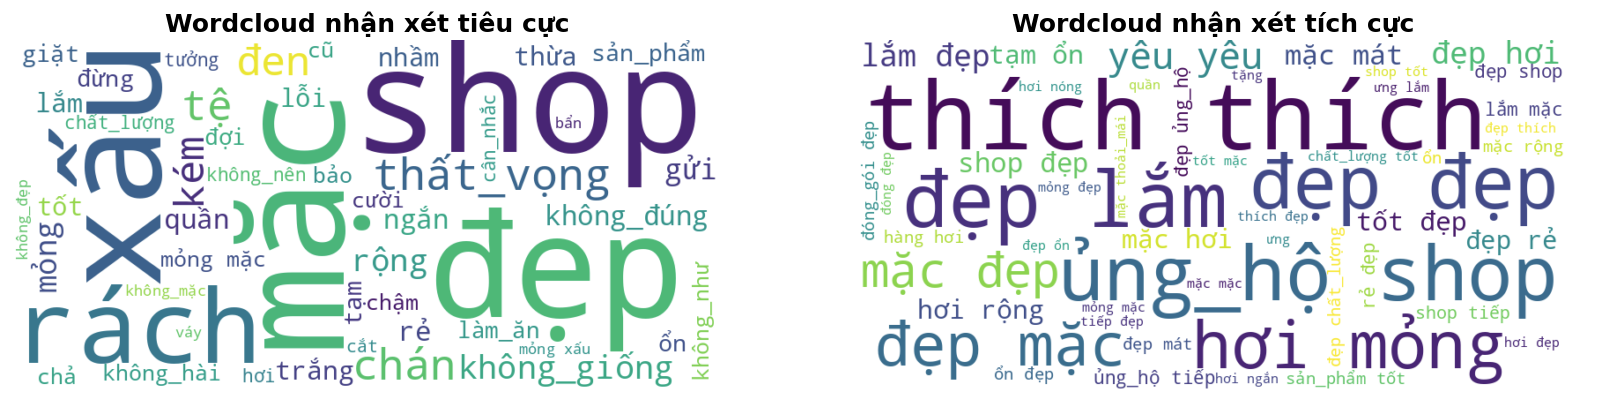 Wordcloud nhận xét tiêu cực
giặt
xấu
tưởng
đen
cũ
nhầm
thừa
sản_phẩm
đừng
shop
lắm
tệ
lỗi
chất_lượng
mặc
cân_nhắc
bẩn
đợi
kém
không_nên
bảo
thất_vọng
gửi
không_đẹp
tốt
quần
cười
ngắn
đẹp
không_đúng
mỏng
mỏng mặc
rộng
không_mặc
rách
tạm
chậm
rẻ
làm_ăn
không_như
váy
cắt
mỏng xấu
ổn
chả
không_hài
hơi
trắng
chán
không_giống
Wordcloud nhận xét tích cực
lắm đẹp
tạm ổn
yêu yêu
mặc mát
đẹp hơi
thích thích
hơi nóng
đẹp ủng_hộ
tặng
quần
shop tốt
ưng lắm
đẹp shop
lắm mặc
đẹp thích
mặc rộng
đóng_gói đẹp
đóng đẹp
shop đẹp
mỏng đẹp
mặc thoải_mái
tốt mặc
chất_lượng tốt
ổn
đẹp lắm
đẹp đẹp
thích đẹp
tốt đẹp
hàng hơi
đẹp ổn
mặc hơi
ưng
đẹp rẻ
mặc đẹp
ủng_hộ shop
mặc mặc
đẹp chất_lượng
rẻ đẹp
hơi rộng
mỏng mặc
tiếp đẹp
shop tiếp
đẹp mặc
đẹp mát
hơi mỏng
hơi đẹp
ổn đẹp
ủng_hộ tiếp
hơi ngắn
sản_phẩm tốt